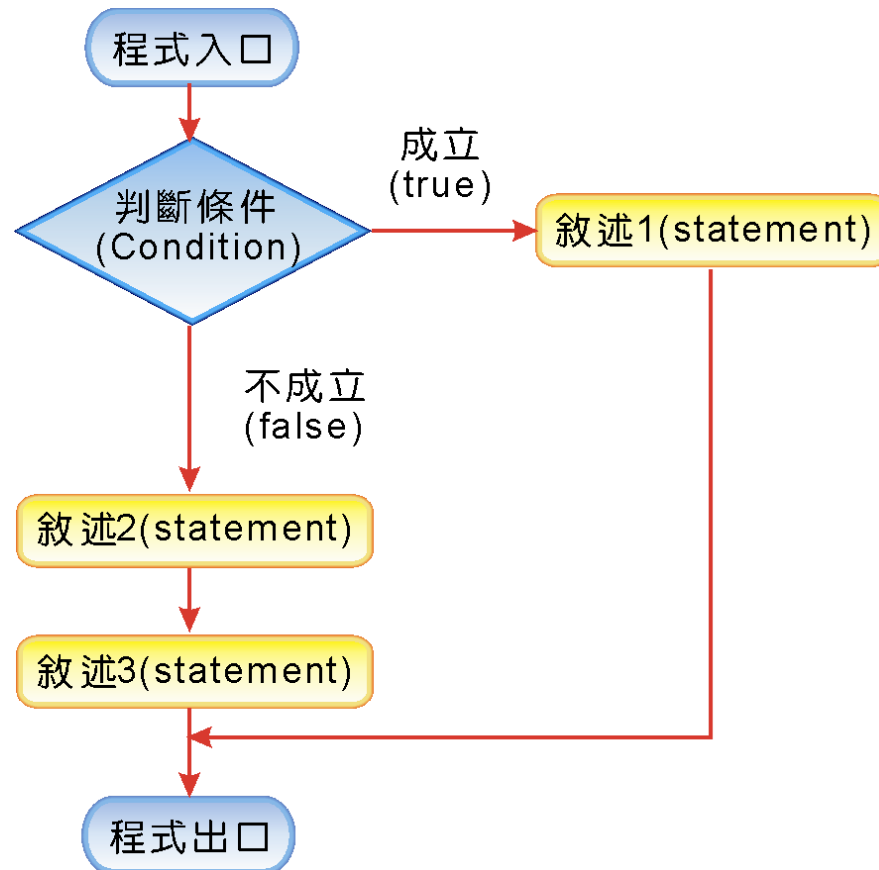 程式入口
成立
(true)
判斷條件
(Condition)
敘述1(statement)
不成立
(false)
敘述2(statement)
敘述3(statement)
程式出口